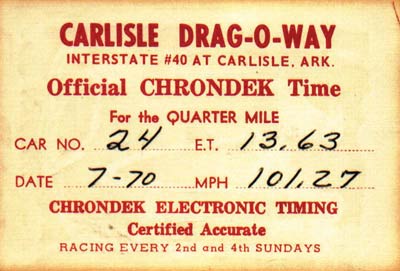 CARLISLE DRAG-O-WAY
INTERSTATE #40 AT CARLISLE, ARK.
Official CHRONDEK Time
For the QUARTER MILE
CAR NO. 24 E.T. 13.63
DATE 7-70 MPH 101.27
CHRONDEK ELECTRONIC TIMING
Certified Accurate
RACING EVERY 2nd and 4th SUNDAYS